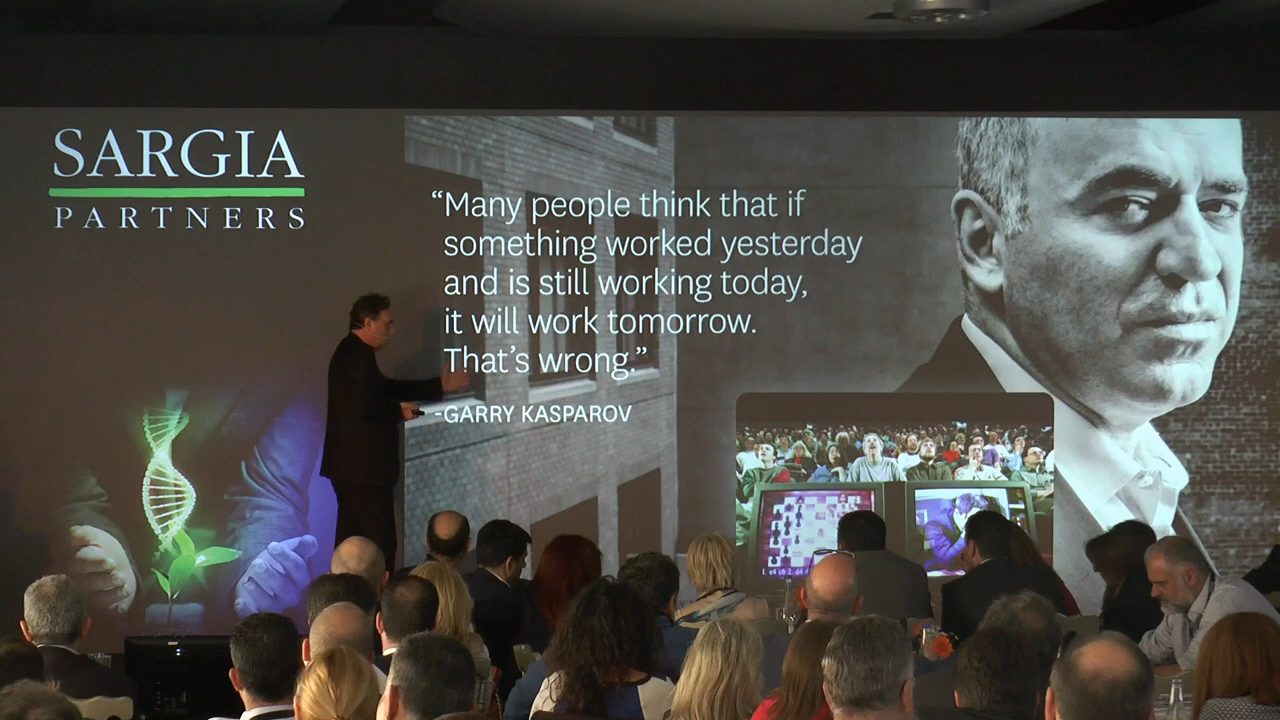 SARGIA
PARTNERS
“Many people think that if
something worked yesterday
and is still working today,
it will work tomorrow.
That’s wrong.”
-GARRY KASPAROV